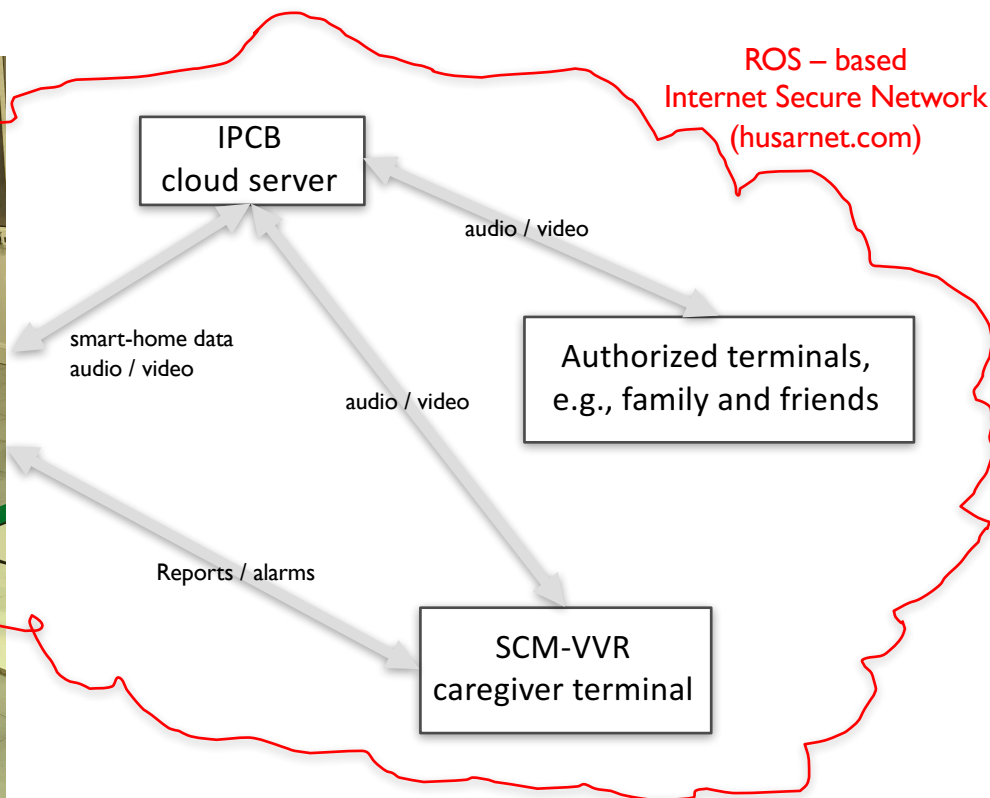 ROS – based
Internet Secure Network
(husarnet.com)
IPCB
cloud server
audio / video
smart-home data
audio / video
audio / video
Authorized terminals,
e.g., family and friends
Reports / alarms
SCM-VVR
caregiver terminal